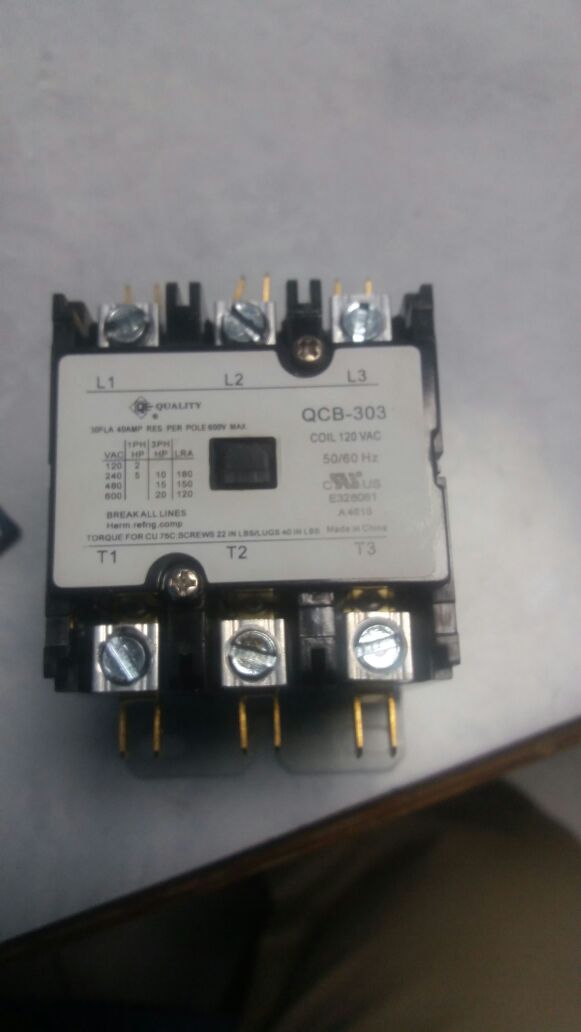 L1 L2 L3
QE QUALITY
®
30FLA 40AMP RES PER POLE 600V MAX.
QCB-303
COIL 120 VAC
50/60 Hz
1PH 3PH
VAC HP HP LRA
120 2
240 5 10 180
480 15 150
600 20 120
C US
E326061
A4615
BREAK ALL LINES
Herm.refrig.comp
TORQUE FOR CU 75C:SCREWS 22 IN LBS/LUGS 40 IN LBS Made in China
T1 T2 T3